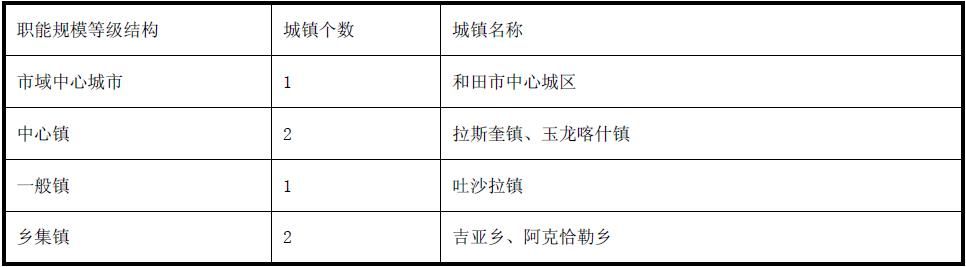 职能规模等级结构 城镇个数 城镇名称
市域中心城市 1 和田市中心城区
中心镇 2 拉斯奎镇、玉龙喀什镇
一般镇 1 吐沙拉镇
乡集镇 2 吉亚乡、阿克恰勒乡